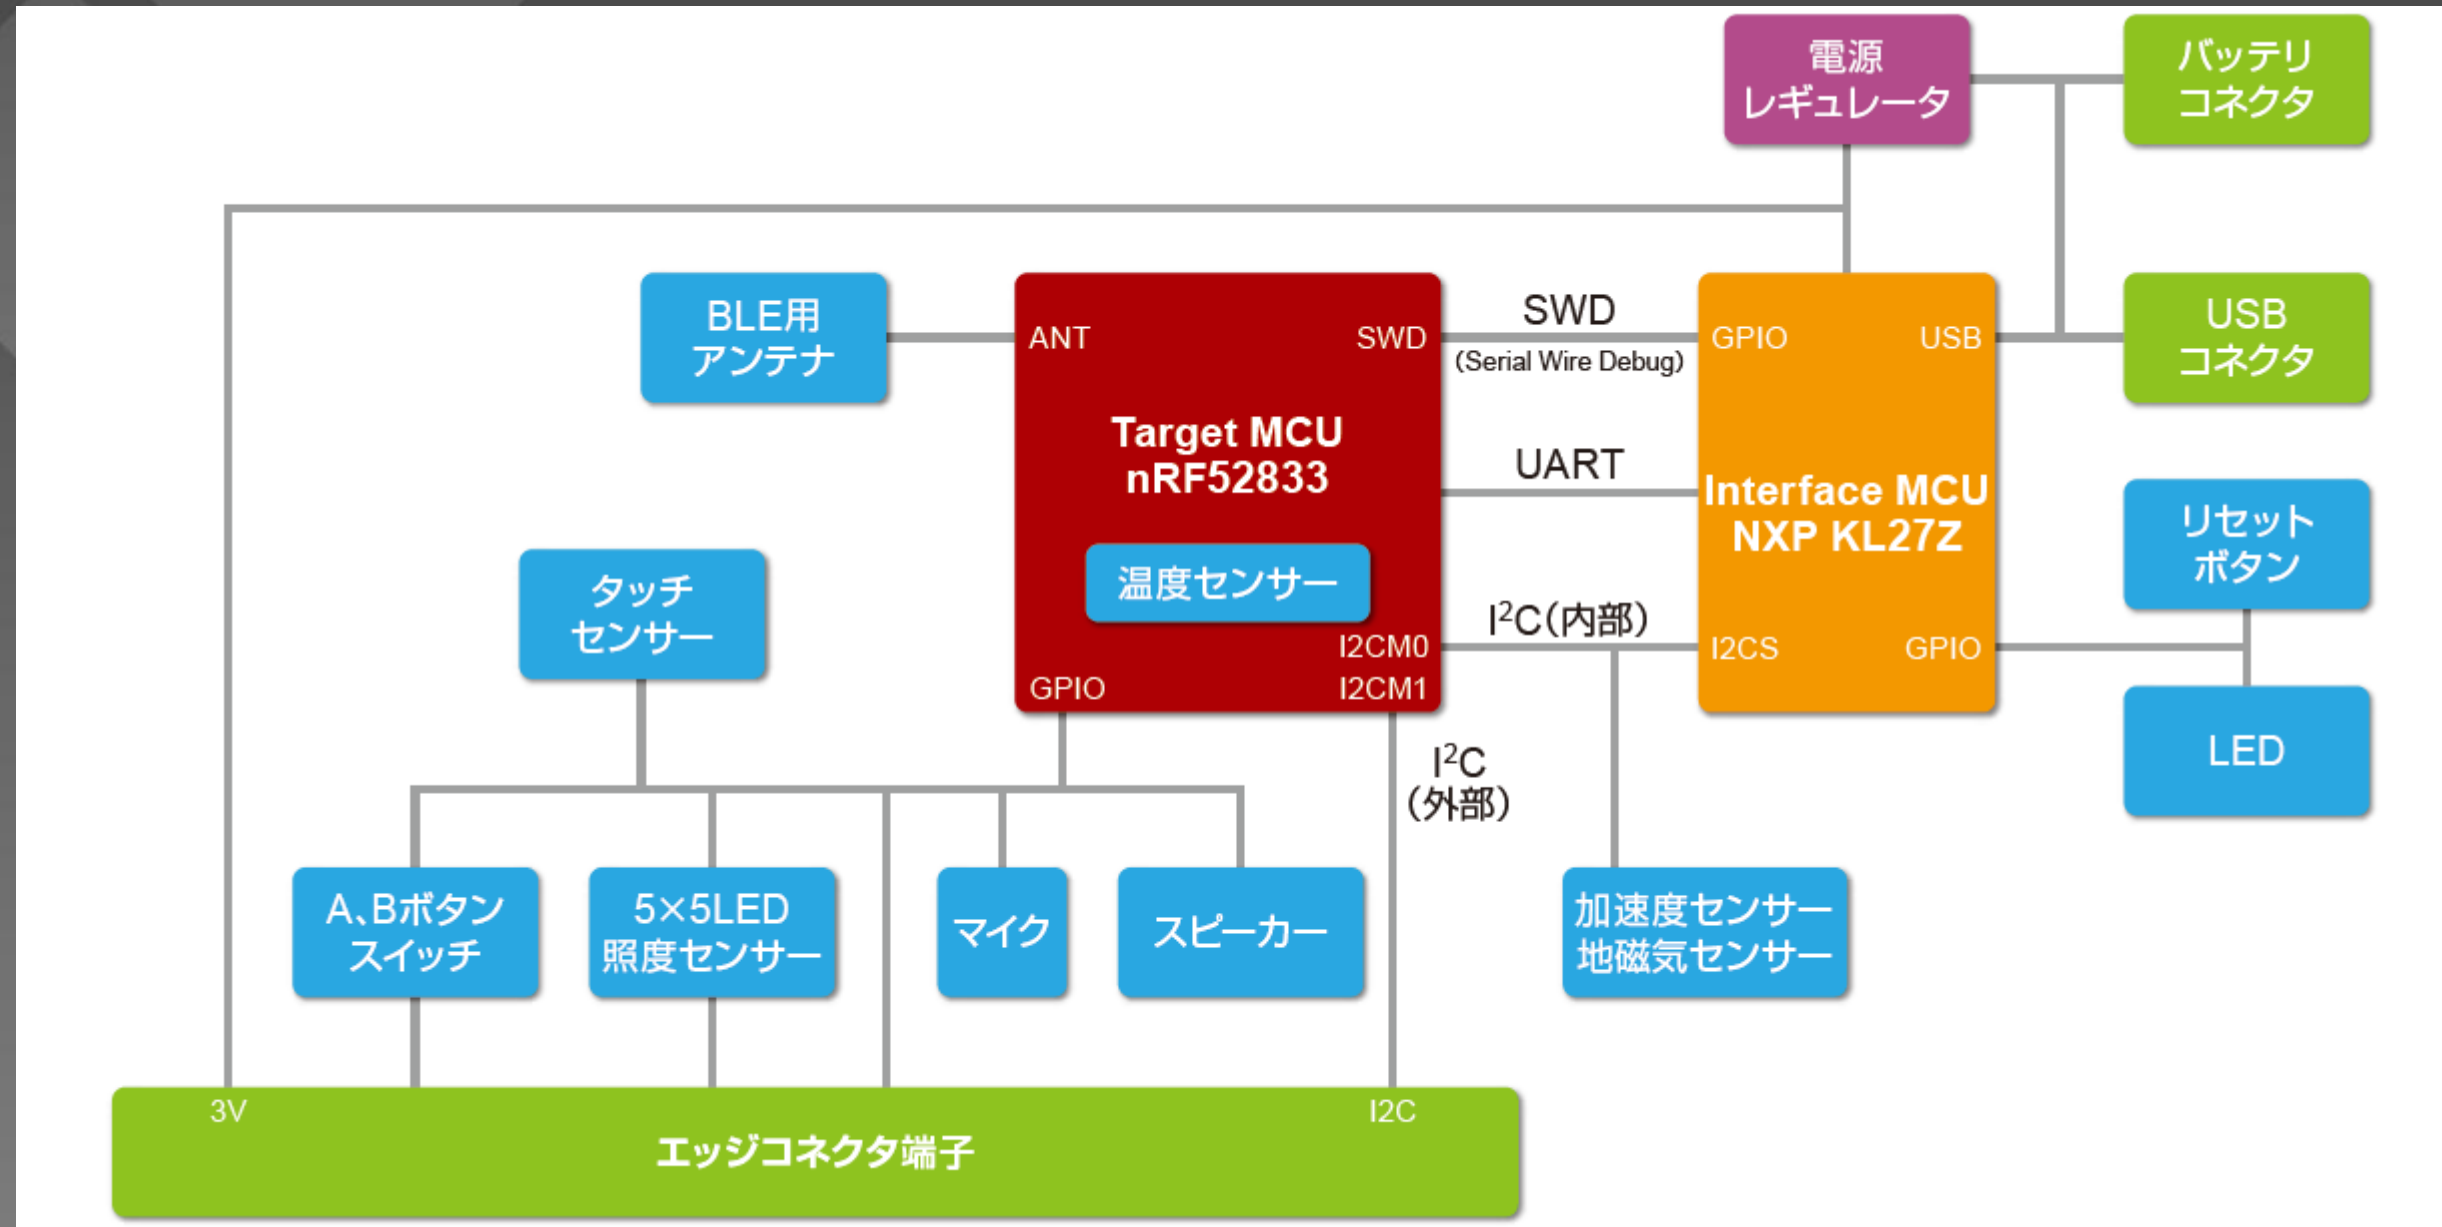 電源
レギュレータ
バッテリ
コネクタ
BLE用
アンテナ
ANT
SWD
SWD
(Serial Wire Debug)
GPIO
USB
USB
コネクタ
Target MCU
nRF52833
UART
Interface MCU
NXP KL27Z
リセット
ボタン
温度センサー
タッチ
センサー
I2CM0
I²C(内部)
I2CS
GPIO
GPIO
I2CM1
I²C
(外部)
LED
A、Bボタン
スイッチ
5×5LED
照度センサー
マイク
スピーカー
加速度センサー
地磁気センサー
3V
I2C
エッジコネクタ端子